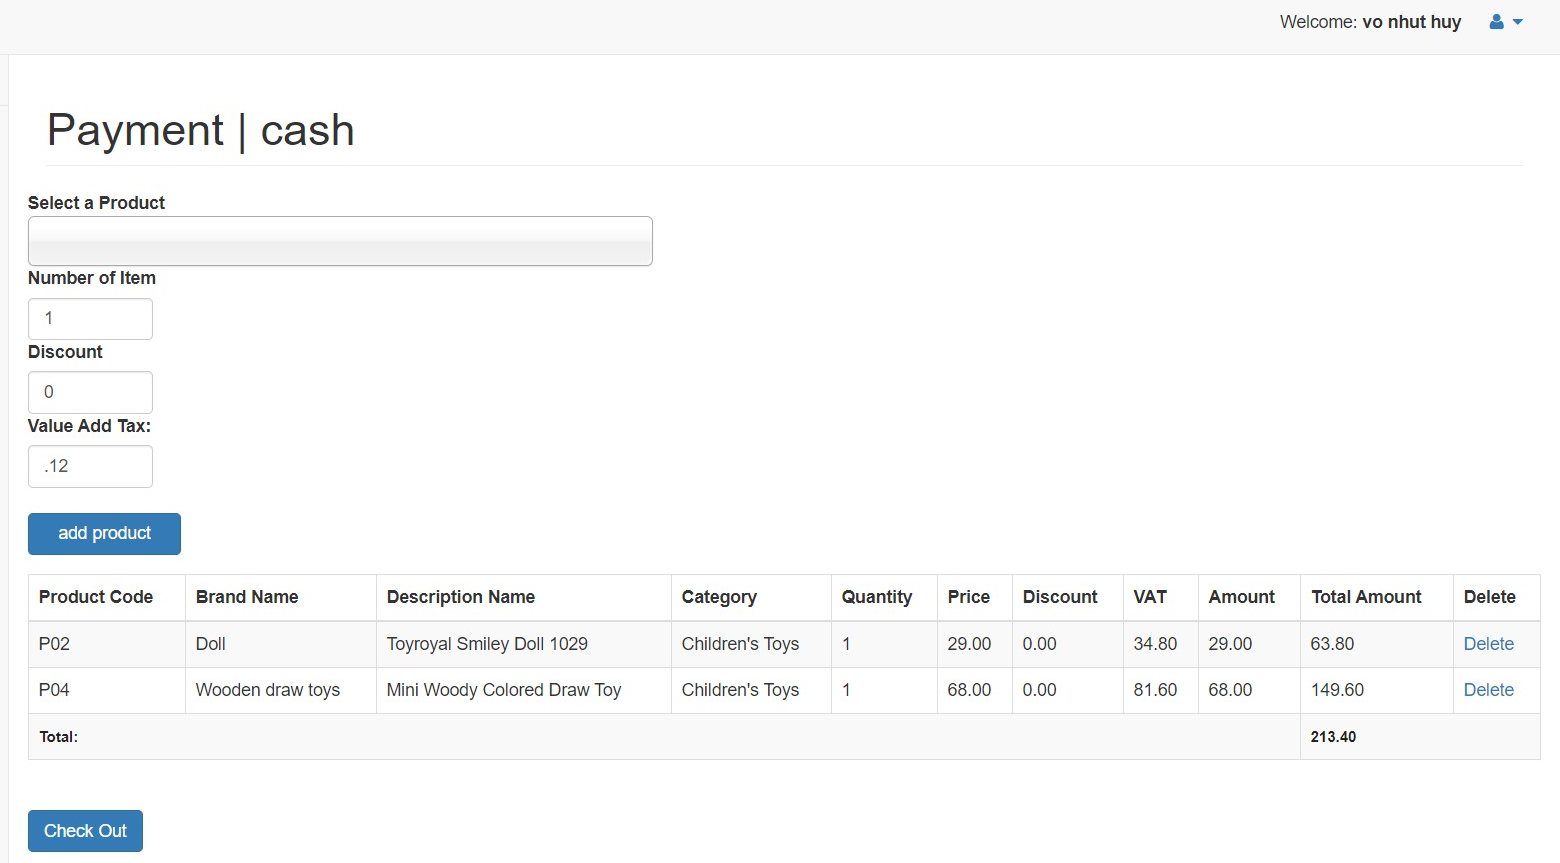 Welcome: vo nhut huy
Payment | cash
Select a Product
Number of Item
1
Discount
0
Value Add Tax:
.12
add product
Product Code Brand Name Description Name Category Quantity Price Discount VAT Amount Total Amount Delete
P02 Doll Toyroyal Smiley Doll 1029 Children's Toys 1 29.00 0.00 34.80 29.00 63.80 Delete
P04 Wooden draw toys Mini Woody Colored Draw Toy Children's Toys 1 68.00 0.00 81.60 68.00 149.60 Delete
Total: 213.40
Check Out